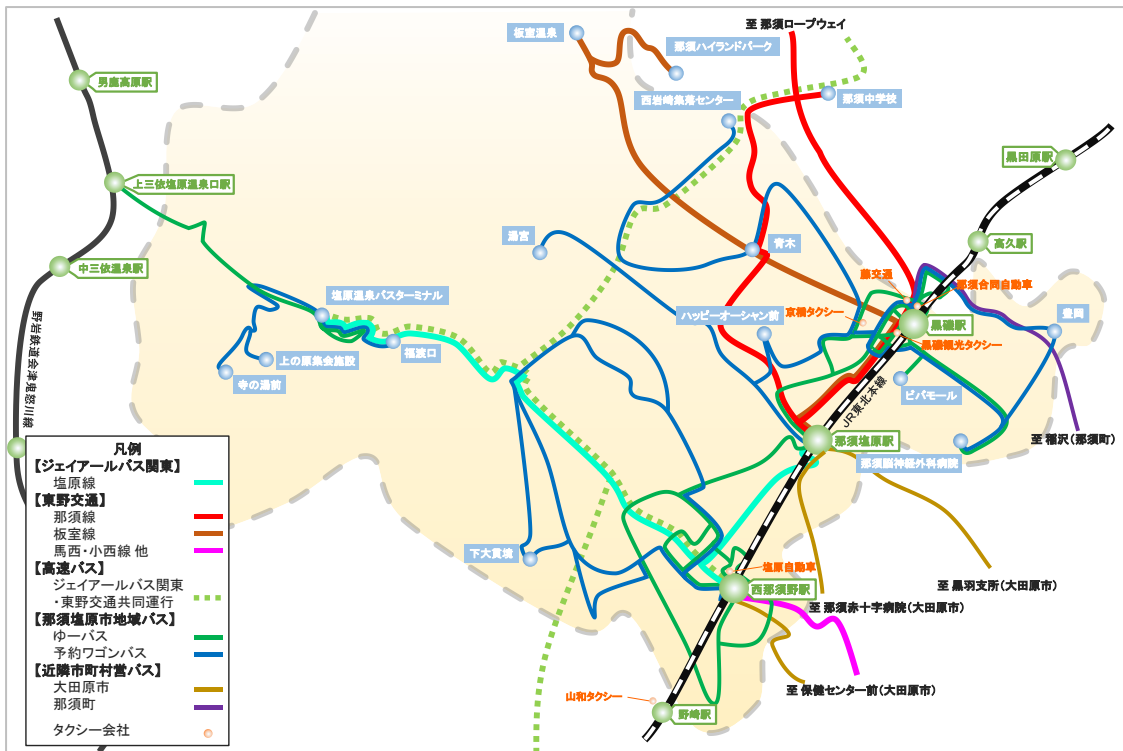 至 那須ロープウェイ
板室温泉
那須ハイランドパーク
男鹿高原駅
西岩崎集落センター
那須中学校
黒田原駅
上三依塩原温泉口駅
湯宮
青木
高久駅
中三依温泉駅
藤交通
那須合同自動車
塩原温泉バスターミナル
東横タクシー
ハッピーオーシャン前
黒磯駅
豊岡
野岩鉄道会津鬼怒川線
福渡口
黒磯観光タクシー
上の原集会施設
寺の湯前
JR東北本線
ビバモール
那須塩原駅
至 稲沢(那須町)
那須脳神経外科病院
凡例
【ジェイアールバス関東】
塩原線
【東野交通】
那須線
板室線
馬西・小西線 他
【高速バス】
ジェイアールバス関東
・東野交通共同運行
【那須塩原市地域バス】
ゆーバス
予約ワゴンバス
【近隣市町村営バス】
大田原市
那須町
タクシー会社
下大貫境
塩原自動車
西那須野駅
至 黒羽支所(大田原市)
至 那須赤十字病院(大田原市)
至 保健センター前(大田原市)
山和タクシー
野崎駅